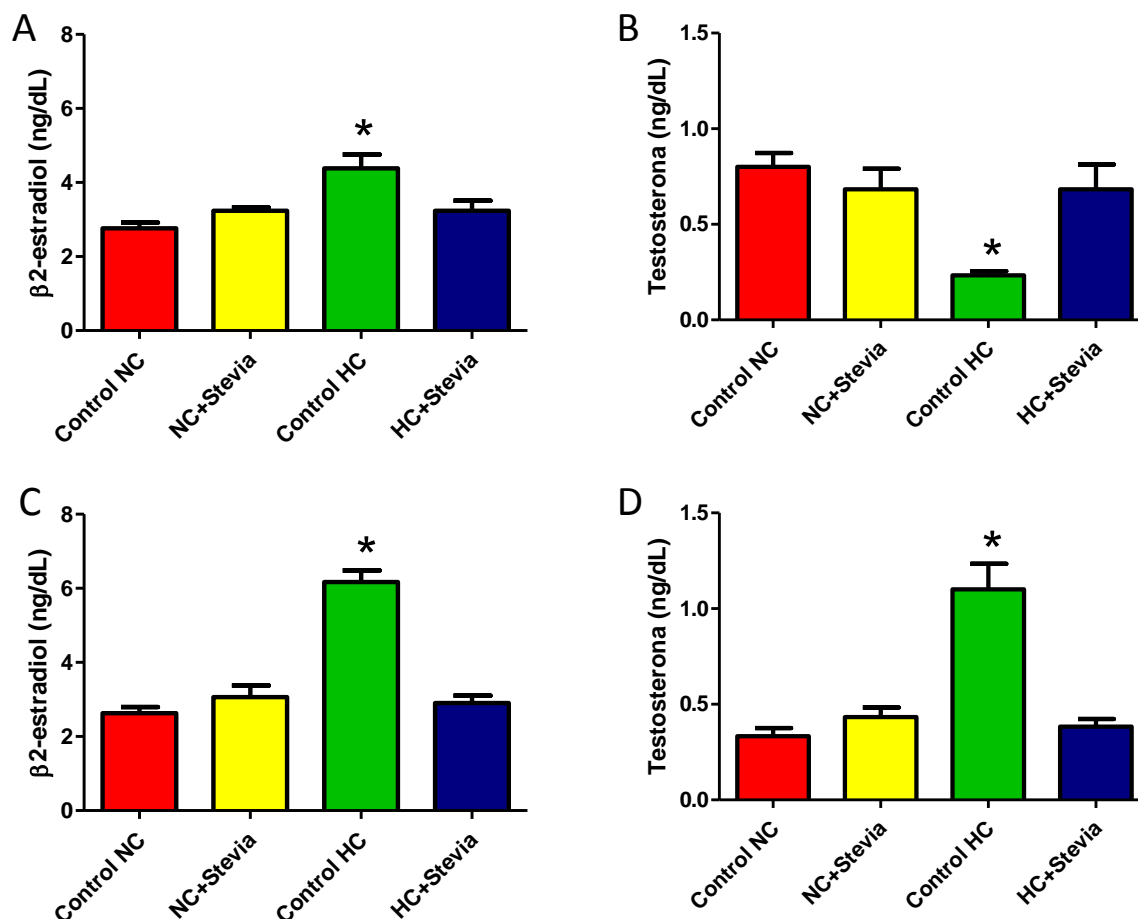 A
β2-estradiol (ng/dL)
8
6
4
2
0
*
Control NC
NC+Stevia
Control HC
HC+Stevia
B
Testosterona (ng/dL)
1.5
1.0
0.5
0.0
*
Control NC
NC+Stevia
Control HC
HC+Stevia
C
β2-estradiol (ng/dL)
8
6
4
2
0
*
Control NC
NC+Stevia
Control HC
HC+Stevia
D
Testosterona (ng/dL)
1.5
1.0
0.5
0.0
*
Control NC
NC+Stevia
Control HC
HC+Stevia